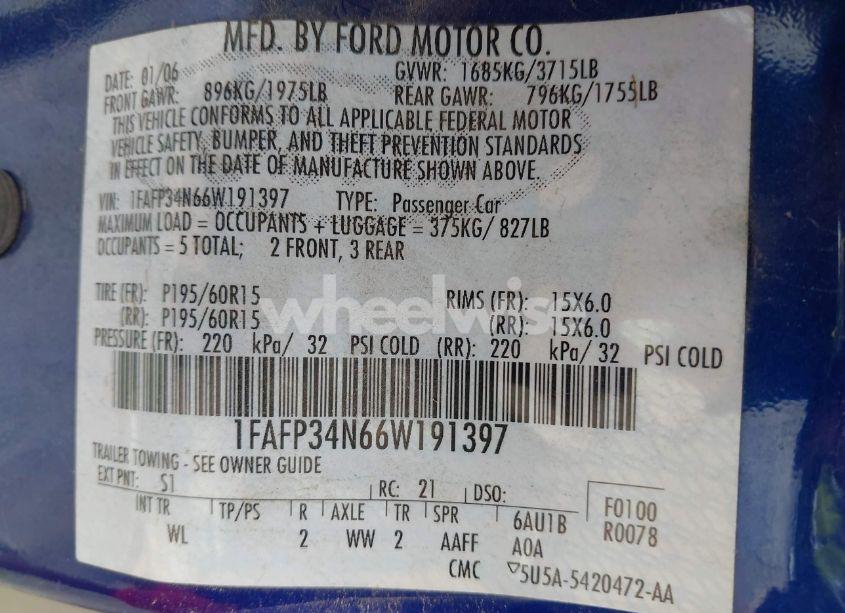 MFD. BY FORD MOTOR CO.
DATE: 01/06 GVWR: 1685KG/3715LB
FRONT GAWR: 896KG/1975LB REAR GAWR: 796KG/1755LB
THIS VEHICLE CONFORMS TO ALL APPLICABLE FEDERAL MOTOR
VEHICLE SAFETY, BUMPER, AND THEFT PREVENTION STANDARDS
IN EFFECT ON THE DATE OF MANUFACTURE SHOWN ABOVE.
VIN: 1FAFP34N66W191397 TYPE: Passenger Car
MAXIMUM LOAD = OCCUPANTS + LUGGAGE = 375KG/ 827LB
OCCUPANTS = 5 TOTAL; 2 FRONT, 3 REAR
TIRE (FR): P195/60R15 RIMS (FR): 15X6.0
(RR): P195/60R15 (RR): 15X6.0
wheelwise
PRESSURE (FR): 220 kPa/ 32 PSI COLD (RR): 220 kPa/ 32 PSI COLD
1FAFP34N66W191397
TRAILER TOWING - SEE OWNER GUIDE
EXT PNT: S1 RC: 21 DSO:
INT TR TP/PS R AXLE TR SPR 6AU1B F0100
WL 2 WW 2 AAFF A0A R0078
CMC ▽5U5A-5420472-AA